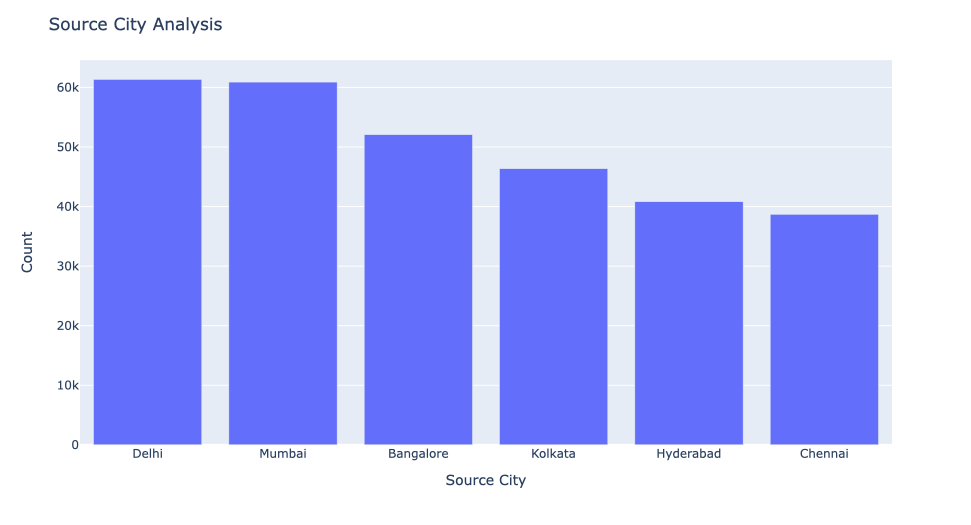 Source City Analysis
60k
50k
40k
30k
20k
10k
0
Count
Delhi Mumbai Bangalore Kolkata Hyderabad Chennai
Source City